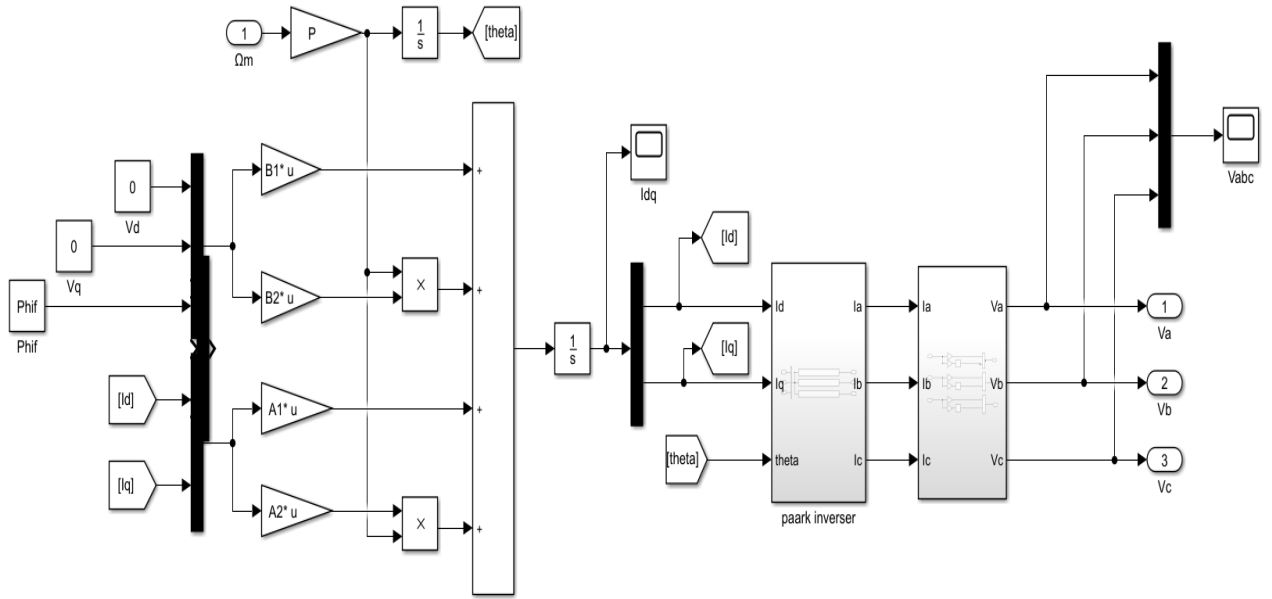 1
Ωm
P
1
s
[theta]
B1* u
0
Vd
0
Vq
Phif
Phif
B2* u
×
+
+
+
+
[Id]
[Iq]
A1* u
A2* u
×
1
s
Idq
[Id]
[Iq]
[theta]
Id
Iq
theta
Ia
Ib
Ic
paark inverser
Ia
Ib
Ic
Va
Vb
Vc
Vabc
1
Va
2
Vb
3
Vc